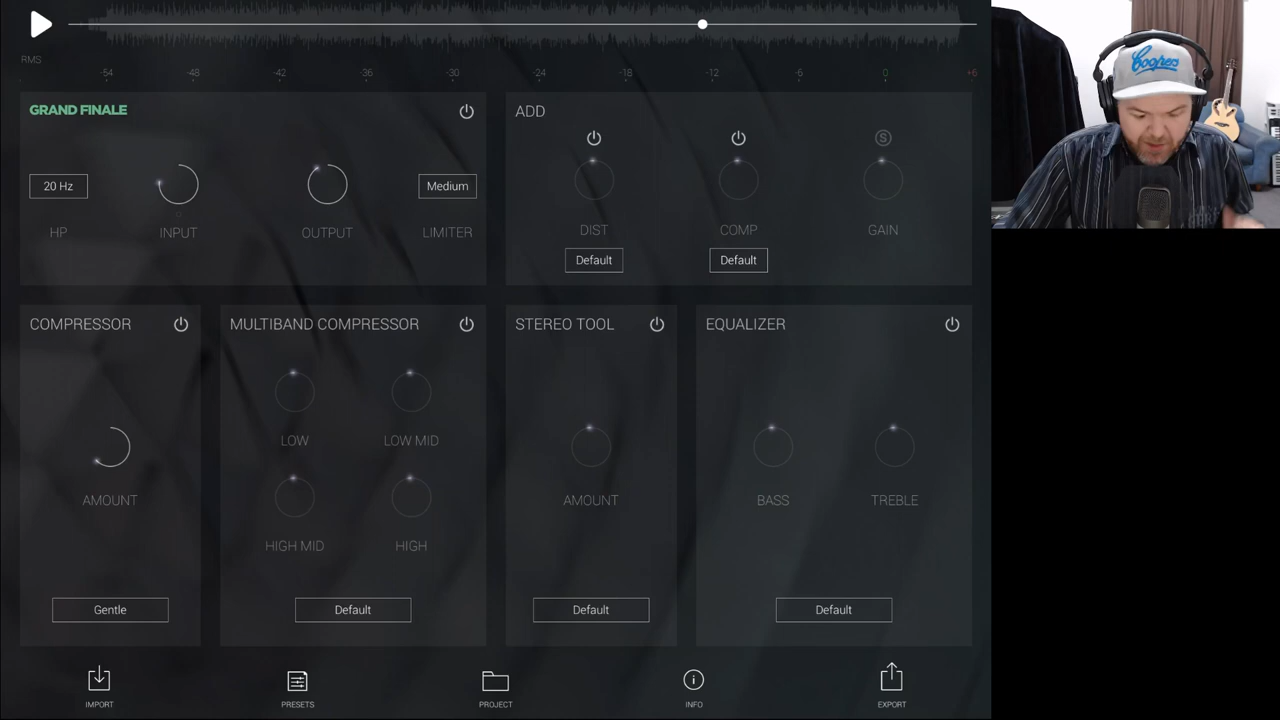 RMS
-54 -48 -42 -36 -30 -24 -18 -12 -6 0 +6
GRAND FINALE
20 Hz
HP
INPUT
OUTPUT
Medium
LIMITER
ADD
S
DIST
COMP
GAIN
Default
Default
COMPRESSOR
AMOUNT
Gentle
MULTIBAND COMPRESSOR
LOW
LOW MID
HIGH MID
HIGH
Default
STEREO TOOL
AMOUNT
Default
EQUALIZER
BASS
TREBLE
Default
IMPORT
PRESETS
PROJECT
INFO
EXPORT
Coopers